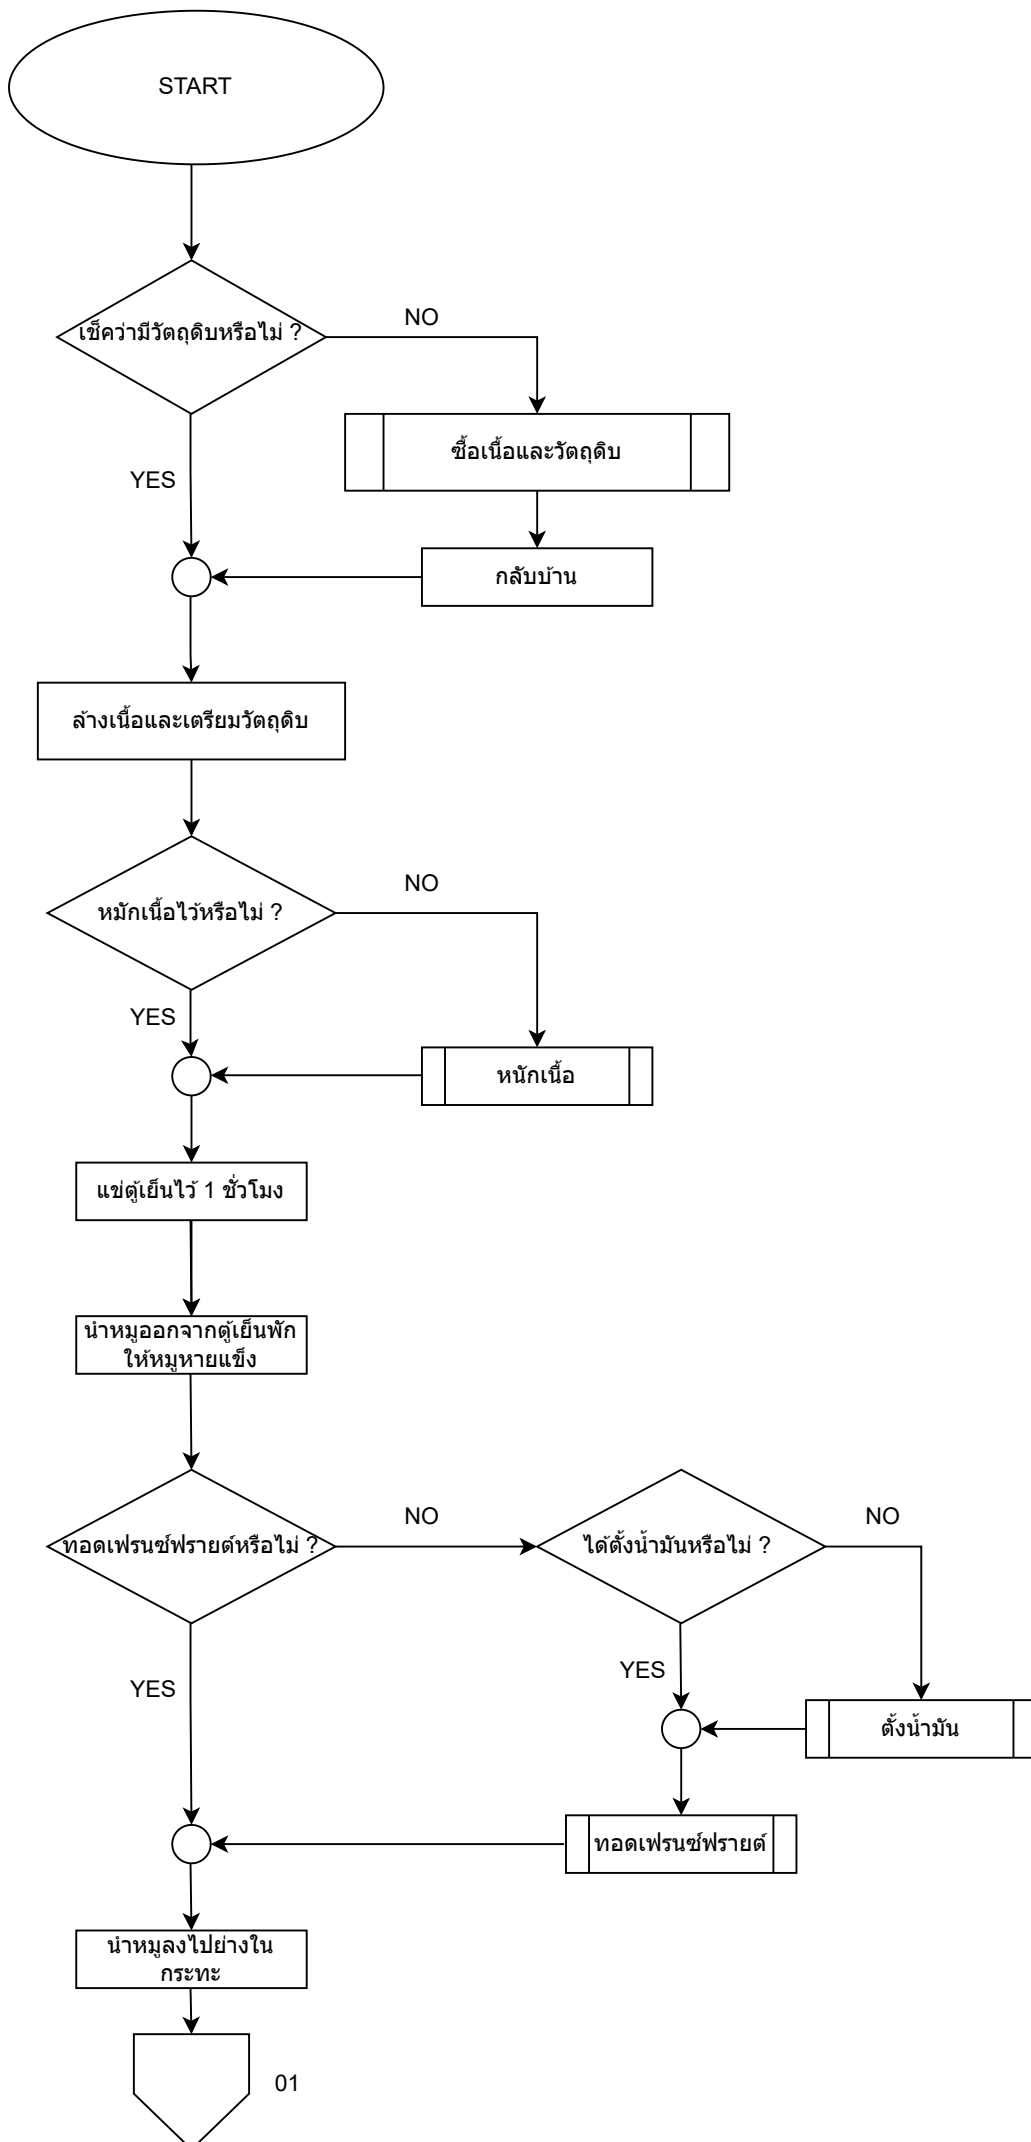 START
เช็คว่ามีวัตถุดิบหรือไม่ ?
NO
ซื้อเนื้อและวัตถุดิบ
YES
กลับบ้าน
ล้างเนื้อและเตรียมวัตถุดิบ
หมักเนื้อไว้หรือไม่ ?
NO
YES
หนักเนื้อ
แข่ตู้เย็นไว้ 1 ชั่วโมง
นำหมูออกจากตู้เย็นพัก
ให้หมูหายแข็ง
ทอดเฟรนซ์ฟรายต์หรือไม่ ?
NO
ได้ตั้งน้ำมันหรือไม่ ?
NO
YES
YES
ตั้งน้ำมัน
ทอดเฟรนซ์ฟรายต์
นำหมูลงไปย่างใน
กระทะ
01